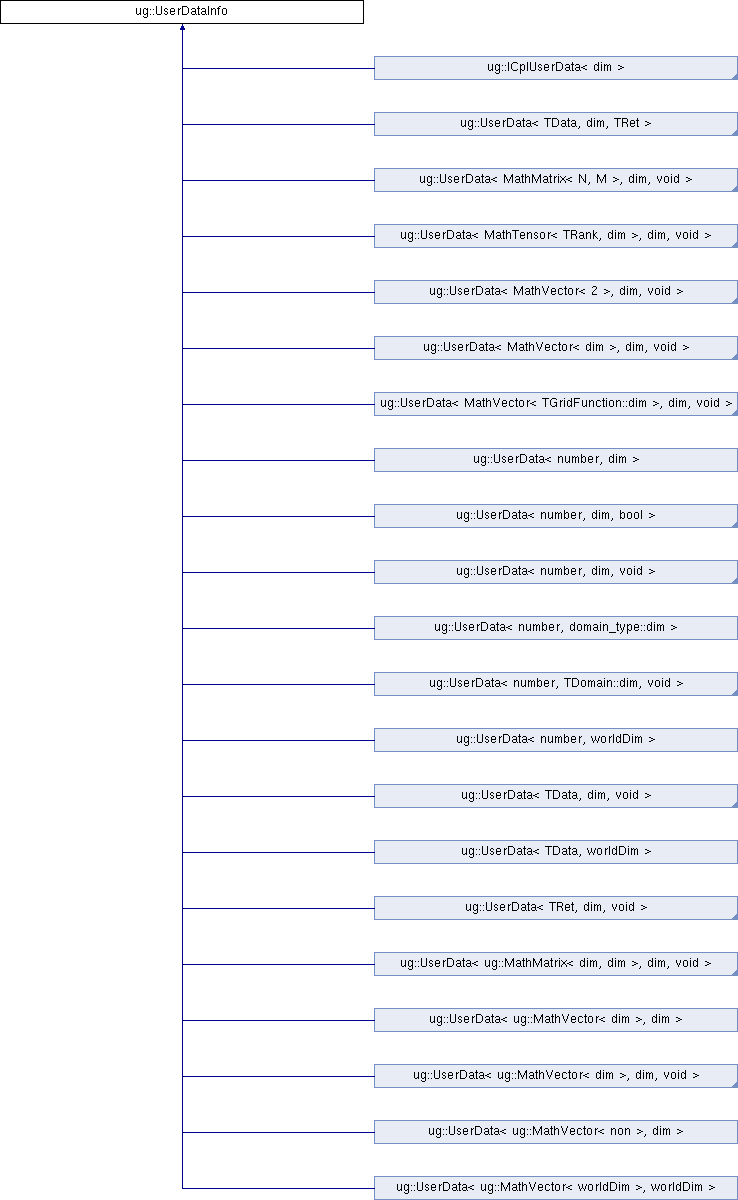 ug::UserDataInfo
ug::ICplUserData< dim >
ug::UserData< TData, dim, TRet >
ug::UserData< MathMatrix< N, M >, dim, void >
ug::UserData< MathTensor< TRank, dim >, dim, void >
ug::UserData< MathVector< 2 >, dim, void >
ug::UserData< MathVector< dim >, dim, void >
ug::UserData< MathVector< TGridFunction::dim >, dim, void >
ug::UserData< number, dim >
ug::UserData< number, dim, bool >
ug::UserData< number, dim, void >
ug::UserData< number, domain_type::dim >
ug::UserData< number, TDomain::dim, void >
ug::UserData< number, worldDim >
ug::UserData< TData, dim, void >
ug::UserData< TData, worldDim >
ug::UserData< TRet, dim, void >
ug::UserData< ug::MathMatrix< dim, dim >, dim, void >
ug::UserData< ug::MathVector< dim >, dim >
ug::UserData< ug::MathVector< dim >, dim, void >
ug::UserData< ug::MathVector< non >, dim >
ug::UserData< ug::MathVector< worldDim >, worldDim >